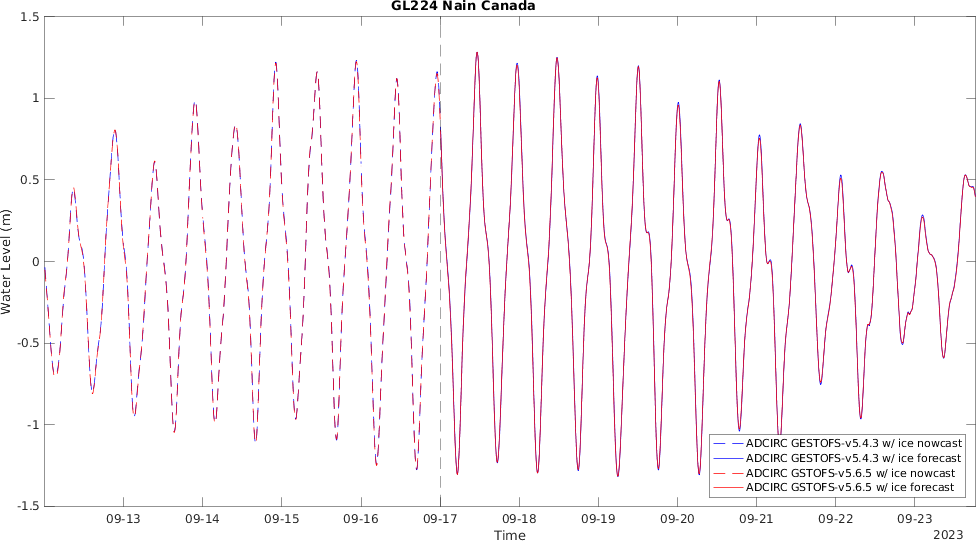 GL224 Nain Canada
1.5
1
0.5
0
-0.5
-1
-1.5
Water Level (m)
09-13 09-14 09-15 09-16 09-17 09-18 09-19 09-20 09-21 09-22 09-23
Time
2023
ADCIRC GESTOFS-v5.4.3 w/ ice nowcast
ADCIRC GESTOFS-v5.4.3 w/ ice forecast
ADCIRC GSTOFS-v5.6.5 w/ ice nowcast
ADCIRC GSTOFS-v5.6.5 w/ ice forecast